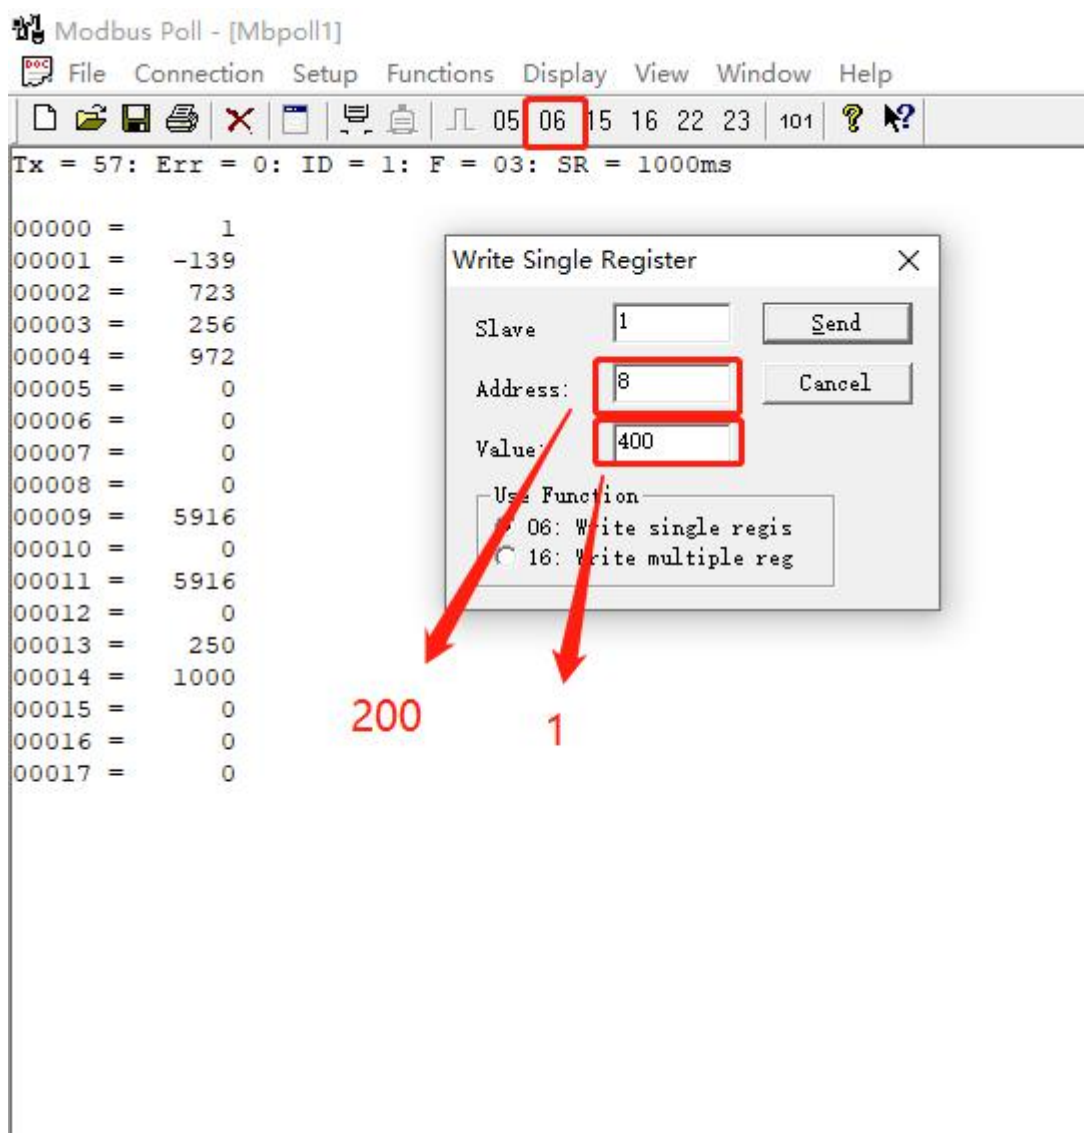 Modbus Poll - [Mbpoll1]
DOC File Connection Setup Functions Display View Window Help
05 06 15 16 22 23 101
Tx = 57: Err = 0: ID = 1: F = 03: SR = 1000ms
00000 = 1
00001 = -139
00002 = 723
00003 = 256
00004 = 972
00005 = 0
00006 = 0
00007 = 0
00008 = 0
00009 = 5916
00010 = 0
00011 = 5916
00012 = 0
00013 = 250
00014 = 1000
00015 = 0
00016 = 0
00017 = 0
Write Single Register
Slave 1 Send
Address: 8 Cancel
Value: 400
Use Function
06: Write single regis
16: Write multiple reg
200 1